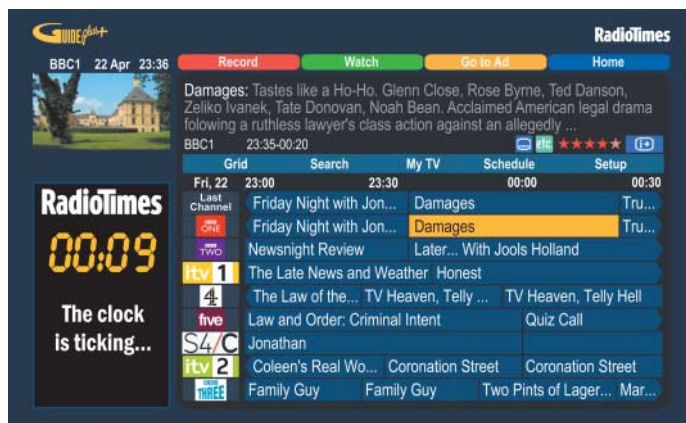 GUIDE plus+
RadioTimes
BBC1 22 Apr 23:36
Record Watch Go to Ad Home
Damages: Tastes like a Ho-Ho. Glenn Close, Rose Byrne, Ted Danson,
Zeliko Ivanek, Tate Donovan, Noah Bean. Acclaimed American legal drama
folowing a ruthless lawyer's class action against an allegedly ...
BBC1 23:35-00:20 etc i+
Grid Search My TV Schedule Setup
Fri, 22 23:00 23:30 00:00 00:30
Last
Channel Friday Night with Jon... Damages Tru...
BBC
ONE Friday Night with Jon... Damages Tru...
BBC
TWO Newsnight Review Later... With Jools Holland
itv 1 The Late News and Weather Honest
4 The Law of the... TV Heaven, Telly ... TV Heaven, Telly Hell
five Law and Order: Criminal Intent Quiz Call
S4/C Jonathan
itv 2 Coleen's Real Wo... Coronation Street Coronation Street
THREE Family Guy Family Guy Two Pints of Lager... Mar...
RadioTimes
00:09
The clock
is ticking...